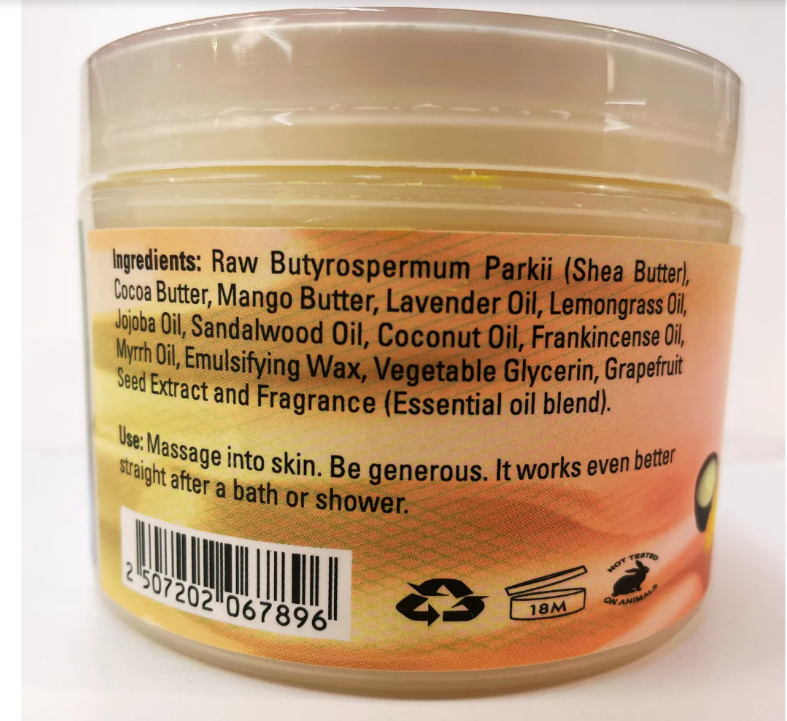 Ingredients: Raw Butyrospermum Parkii (Shea Butter),
Cocoa Butter, Mango Butter, Lavender Oil, Lemongrass Oil,
Jojoba Oil, Sandalwood Oil, Coconut Oil, Frankincense Oil,
Myrrh Oil, Emulsifying Wax, Vegetable Glycerin, Grapefruit
Seed Extract and Fragrance (Essential oil blend).
Use: Massage into skin. Be generous. It works even better
straight after a bath or shower.
2 507202 067896
18M
NOT TESTED
ON ANIMALS